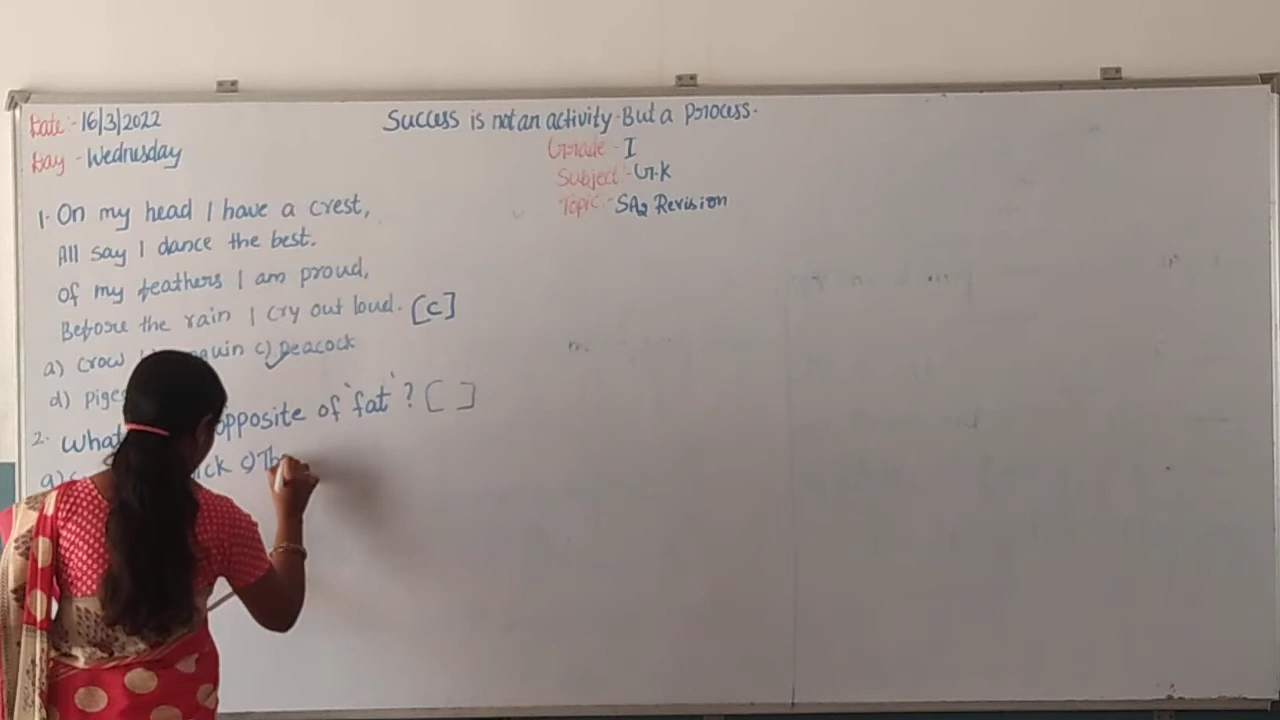 Success is not an activity. But a process.
Date:- 16/3/2022
Day - Wednesday
Grade:- I
Subject:- G.K
Topic:- SA2 Revision
1. On my head I have a crest,
All say I dance the best.
Of my feathers I am proud,
Before the rain I cry out loud. [C]
a) Crow c) peacock
d)
2. What opposite of 'fat'? [ ]
a) c)